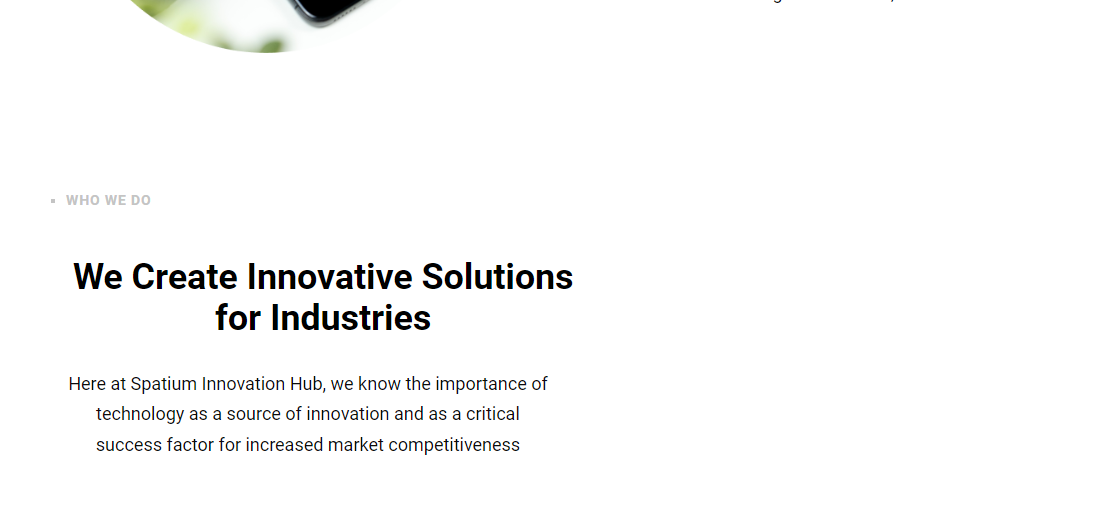 WHO WE DO
We Create Innovative Solutions
for Industries
Here at Spatium Innovation Hub, we know the importance of
technology as a source of innovation and as a critical
success factor for increased market competitiveness